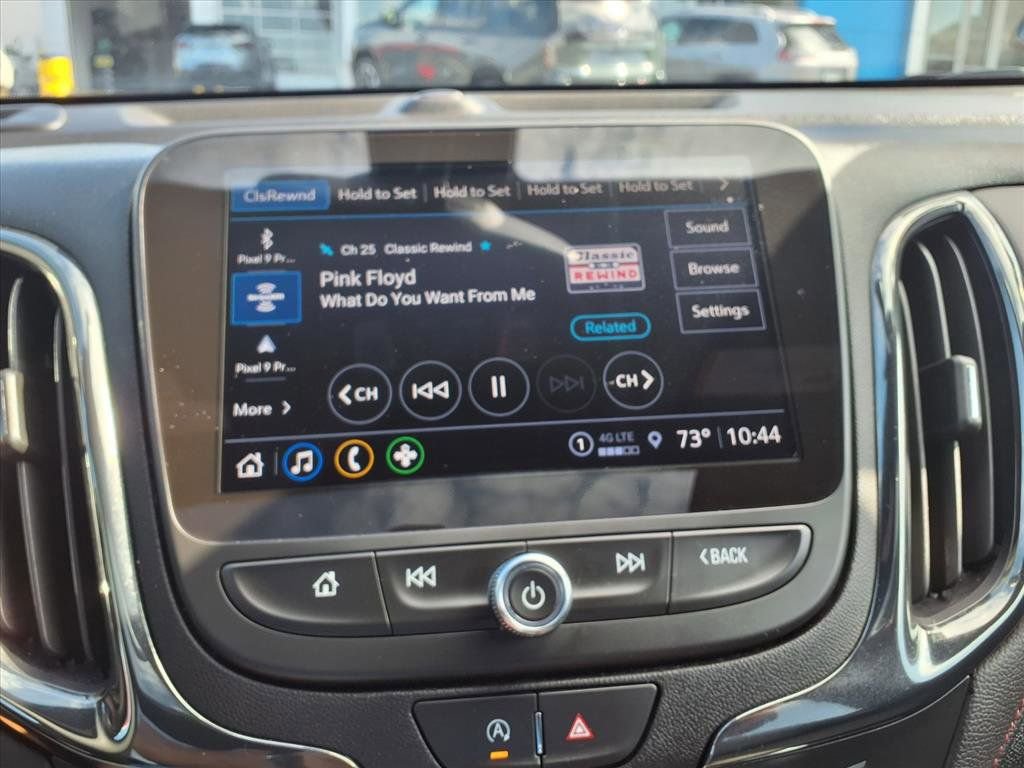 ClsRewnd Hold to Set Hold to Set Hold to Set Hold to Set
Pixel 9 Pr...
Ch 25 Classic Rewind
Pink Floyd
What Do You Want From Me
Classic
REWIND
Related
Sound
Browse
Settings
Pixel 9 Pr...
More
CH
CH
1 4G LTE 73° 10:44
BACK
A